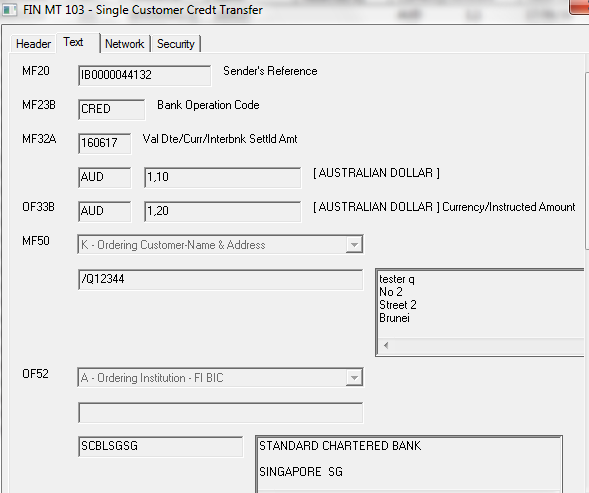 FIN MT 103 - Single Customer Credt Transfer
Header Text Network Security
MF20 IB0000044132 Sender's Reference
MF23B CRED Bank Operation Code
MF32A 160617 Val Dte/Curr/Interbnk Settld Amt
AUD 1,10 [ AUSTRALIAN DOLLAR ]
OF33B AUD 1,20 [ AUSTRALIAN DOLLAR ] Currency/Instructed Amount
MF50 K - Ordering Customer-Name & Address
/Q12344
tester q
No 2
Street 2
Brunei
OF52 A - Ordering Institution - FI BIC
SCBLSGSG STANDARD CHARTERED BANK
SINGAPORE SG